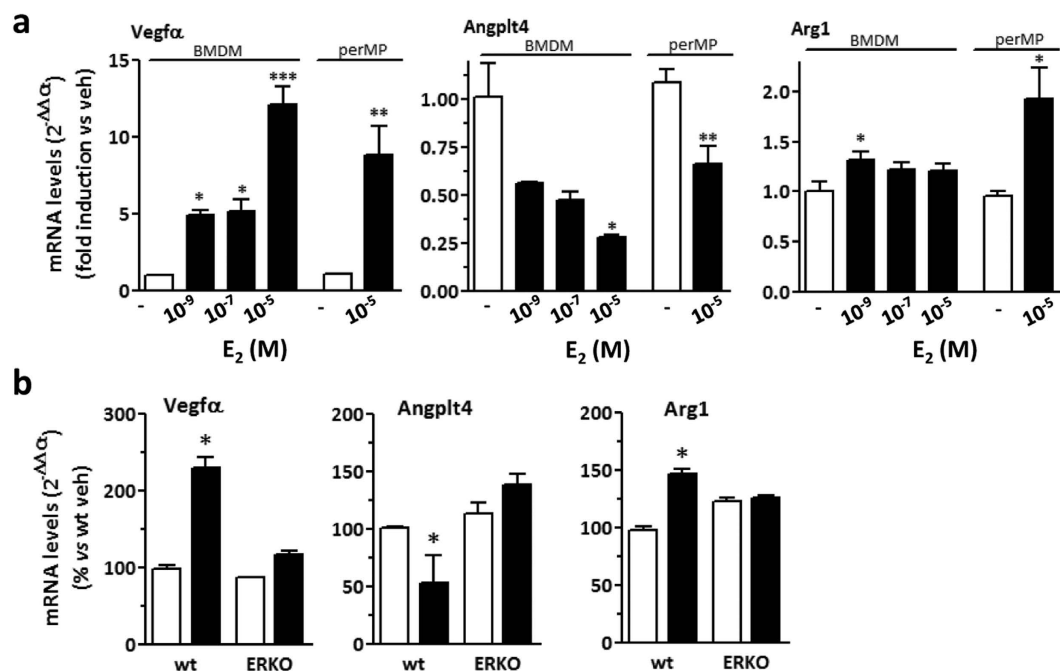 a
Vegfα
BMDM
perMP
mRNA levels (2^-ΔΔα)
(fold induction vs veh)
15
10
5
0
*
*
***
**
-
10^-9
10^-7
10^-5
-
10^-5
E₂ (M)
Angplt4
BMDM
perMP
1.00
0.75
0.50
0.25
0.00
*
**
-
10^-9
10^-7
10^-5
-
10^-5
E₂ (M)
Arg1
BMDM
perMP
2.0
1.5
1.0
0.5
0.0
*
*
-
10^-9
10^-7
10^-5
-
10^-5
E₂ (M)
b
Vegfα
mRNA levels (2^-ΔΔα)
(% vs wt veh)
300
200
100
0
*
wt
ERKO
Angplt4
200
150
100
50
0
*
wt
ERKO
Arg1
200
150
100
50
0
*
wt
ERKO